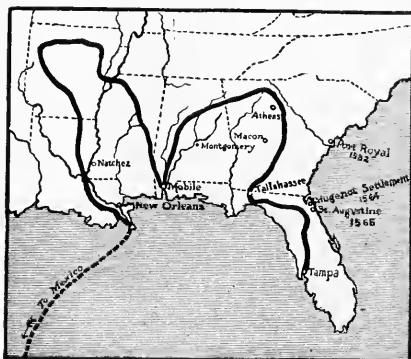 Athens
Macon
Montgomery
Port Royal
1562
Natchez
Mobile
Tallahassee
New Orleans
Huguenot Settlement
1564
St. Augustine
1565
Tampa
To Mexico